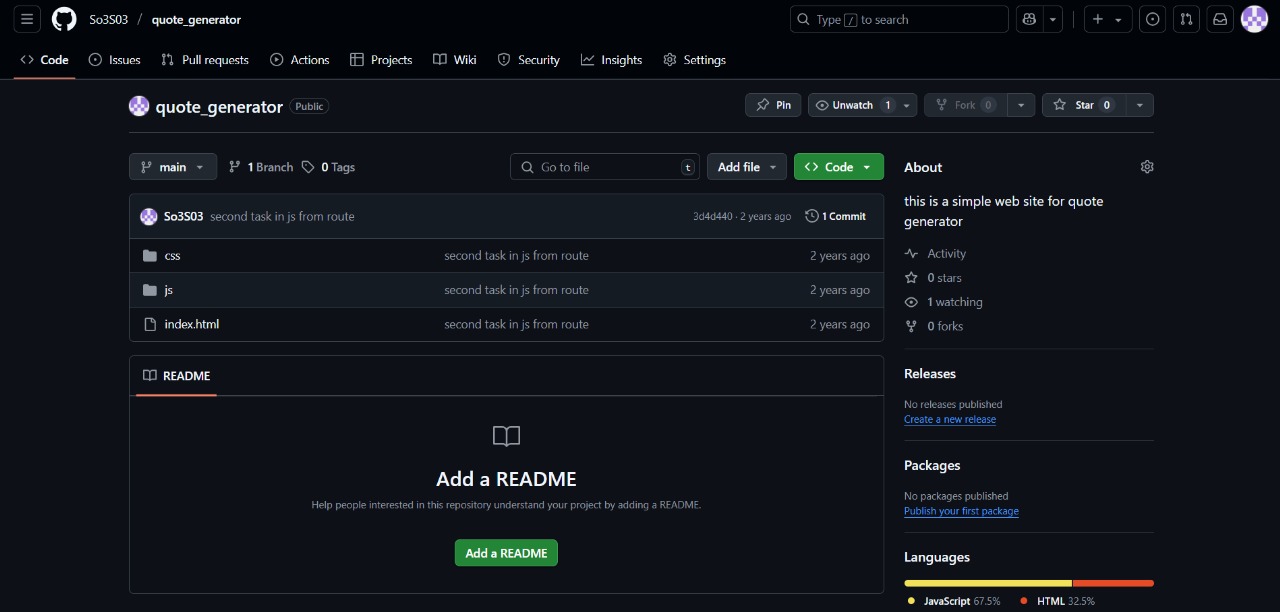 So3S03 / quote_generator
Type / to search
Code Issues Pull requests Actions Projects Wiki Security Insights Settings
quote_generator Public
Pin Unwatch 1 Fork 0 Star 0
main 1 Branch 0 Tags
Go to file t Add file Code
So3S03 second task in js from route 3d4d440 · 2 years ago 1 Commit
css second task in js from route 2 years ago
js second task in js from route 2 years ago
index.html second task in js from route 2 years ago
README
Add a README
Help people interested in this repository understand your project by adding a README.
Add a README
About
this is a simple web site for quote
generator
Activity
0 stars
1 watching
0 forks
Releases
No releases published
Create a new release
Packages
No packages published
Publish your first package
Languages
JavaScript 67.5% HTML 32.5%